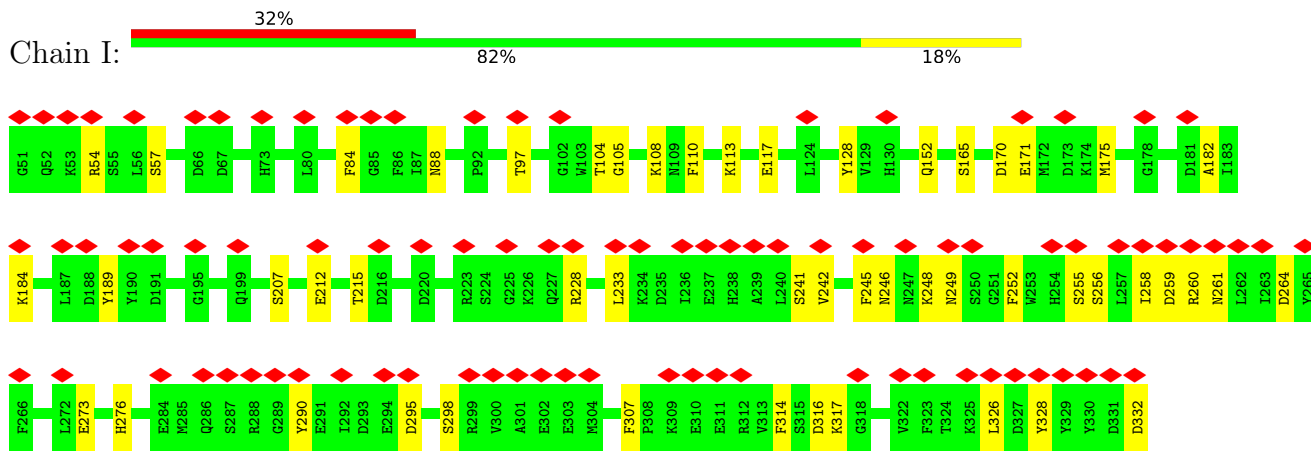 32%
Chain I:
82% 18%
G51 Q52 K53 R54 S55 L56 S57 D66 D67 H73 L80 F84 G85 F86 I87 N88 P92 T97 G102 W103 T104 G105 K108 N109 F110 K113 E117 L124 Y128 V129 H130 Q152 S165 D170 E171 M172 D173 K174 M175 G178 D181 A182 I183
K184 L187 D188 Y189 Y190 D191 G195 Q199 S207 E212 T215 D216 D220 R223 S224 G225 K226 Q227 R228 L233 K234 D235 I236 E237 H238 A239 L240 S241 V242 F245 N246 N247 K248 N249 S250 G251 F252 W253 H254 S255 S256 L257 I258 D259 R260 N261 L262 I263 D264 Y265
F266 L272 E273 H276 E284 M285 Q286 S287 R288 G289 Y290 E291 I292 D293 E294 D295 S298 R299 V300 A301 E302 E303 M304 F307 P308 K309 E310 E311 R312 V313 F314 S315 D316 K317 G318 V322 F323 T324 K325 L326 D327 Y328 Y329 Y330 D331 D332